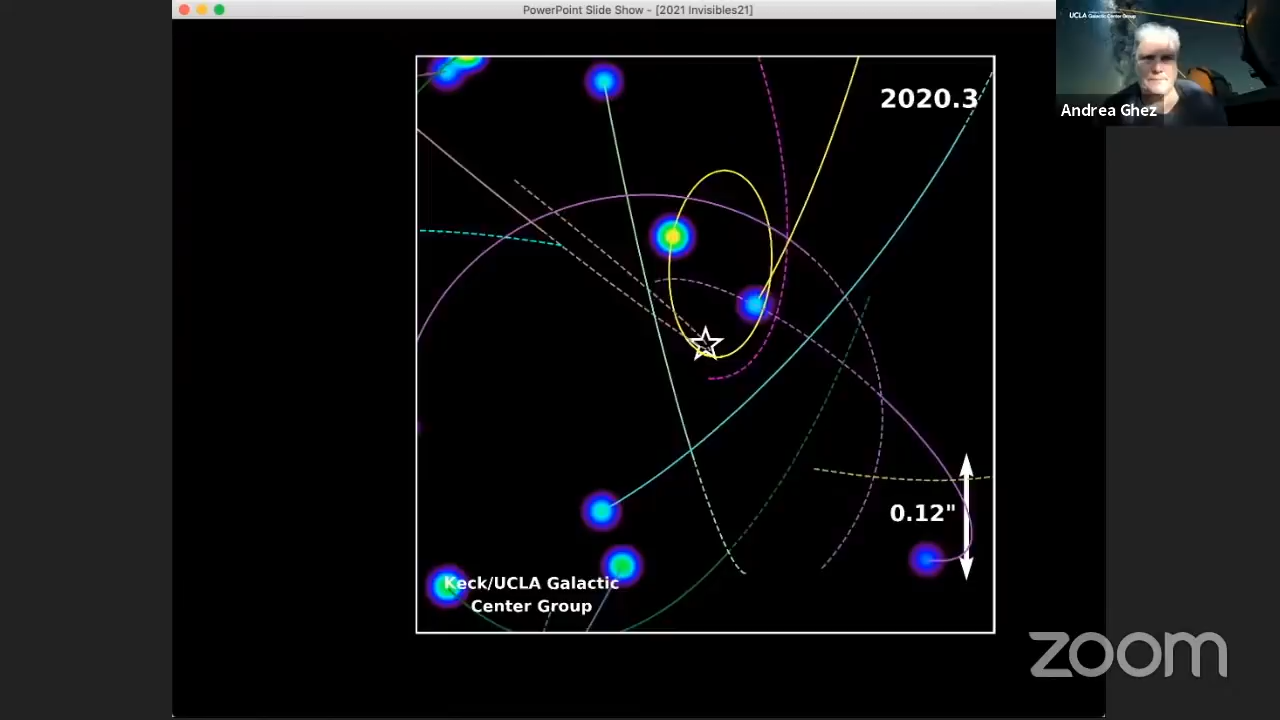 PowerPoint Slide Show - [2021 Invisibles21]
UCLA Galactic Center Group
Andrea Ghez
2020.3
0.12"
Keck/UCLA Galactic
Center Group
zoom